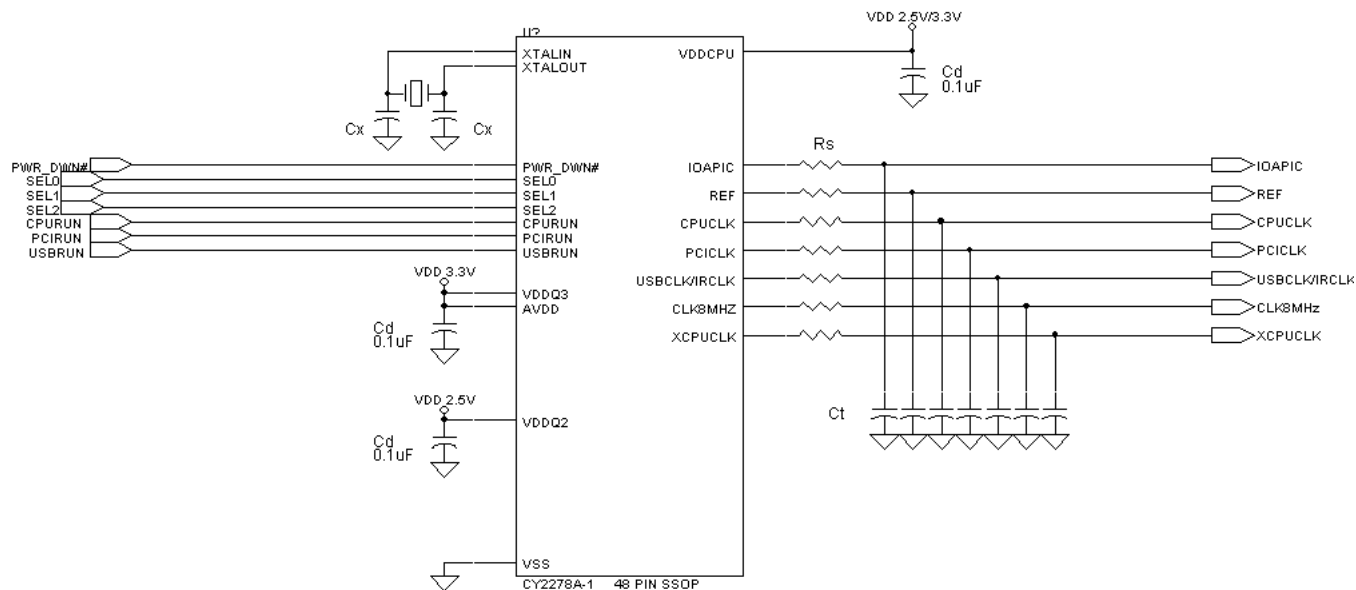 VDD 2.5V/3.3V
U?
XTALIN
XTALOUT
VDDCPU
Cd
0.1uF
Cx
Cx
Rs
PWR_DWN#
SEL0
SEL1
SEL2
CPURUN
PCIRUN
USBRUN
PWR_DWN#
SEL0
SEL1
SEL2
CPURUN
PCIRUN
USBRUN
IOAPIC
REF
CPUCLK
PCICLK
USBCLK/IRCLK
CLK8MHZ
XCPUCLK
IOAPIC
REF
CPUCLK
PCICLK
USBCLK/IRCLK
CLK8MHz
XCPUCLK
VDD 3.3V
VDDQ3
AVDD
Cd
0.1uF
VDD 2.5V
VDDQ2
Cd
0.1uF
Ct
VSS
CY2278A-1 48 PIN SSOP